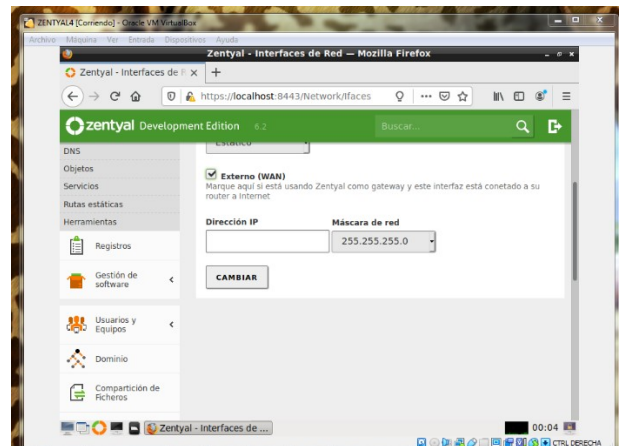 ZENTYAL4 [Corriendo] - Oracle VM VirtualBox
Archivo Máquina Ver Entrada Dispositivos Ayuda
Zentyal - Interfaces de Red — Mozilla Firefox
Zentyal - Interfaces de R
https://localhost:8443/Network/Ifaces
zentyal Development Edition 6.2
Buscar...
DNS
Objetos
Servicios
Rutas estáticas
Herramientas
Registros
Gestión de
software
Usuarios y
Equipos
Dominio
Compartición de
Ficheros
Estático
Externo (WAN)
Marque aquí si está usando Zentyal como gateway y este interfaz está conetado a su
router a Internet
Dirección IP
Máscara de red
255.255.255.0
CAMBIAR
Zentyal - Interfaces de ...
00:04
CTRL DERECHA